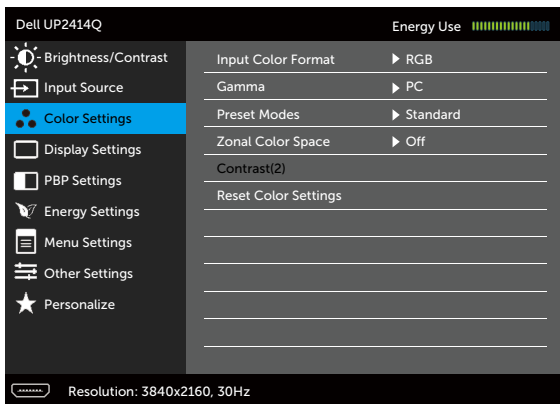 Dell UP2414Q
Energy Use
Brightness/Contrast
Input Source
Color Settings
Display Settings
PBP Settings
Energy Settings
Menu Settings
Other Settings
Personalize
Input Color Format RGB
Gamma PC
Preset Modes Standard
Zonal Color Space Off
Contrast(2)
Reset Color Settings
Resolution: 3840x2160, 30Hz